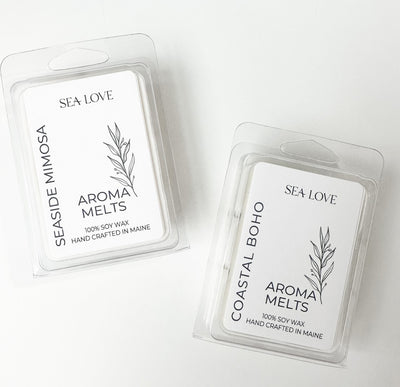 SEA LOVE
SEASIDE MIMOSA
AROMA
MELTS
100% SOY WAX
HAND CRAFTED IN MAINE
SEA LOVE
COASTAL BOHO
AROMA
MELTS
100% SOY WAX
HAND CRAFTED IN MAINE